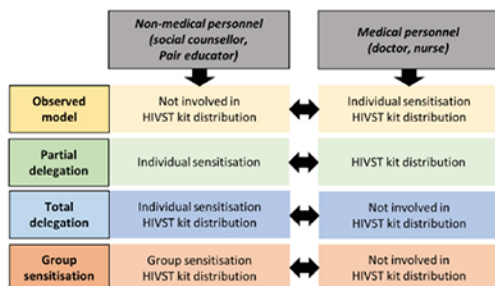 Non-medical personnel
(social counsellor,
Pair educator)
Medical personnel
(doctor, nurse)
Observed
model
Not involved in
HIVST kit distribution
Individual sensitisation
HIVST kit distribution
Partial
delegation
Individual sensitisation
HIVST kit distribution
Total
delegation
Individual sensitisation
HIVST kit distribution
Not involved in
HIVST kit distribution
Group
sensitisation
Group sensitisation
HIVST kit distribution
Not involved in
HIVST kit distribution